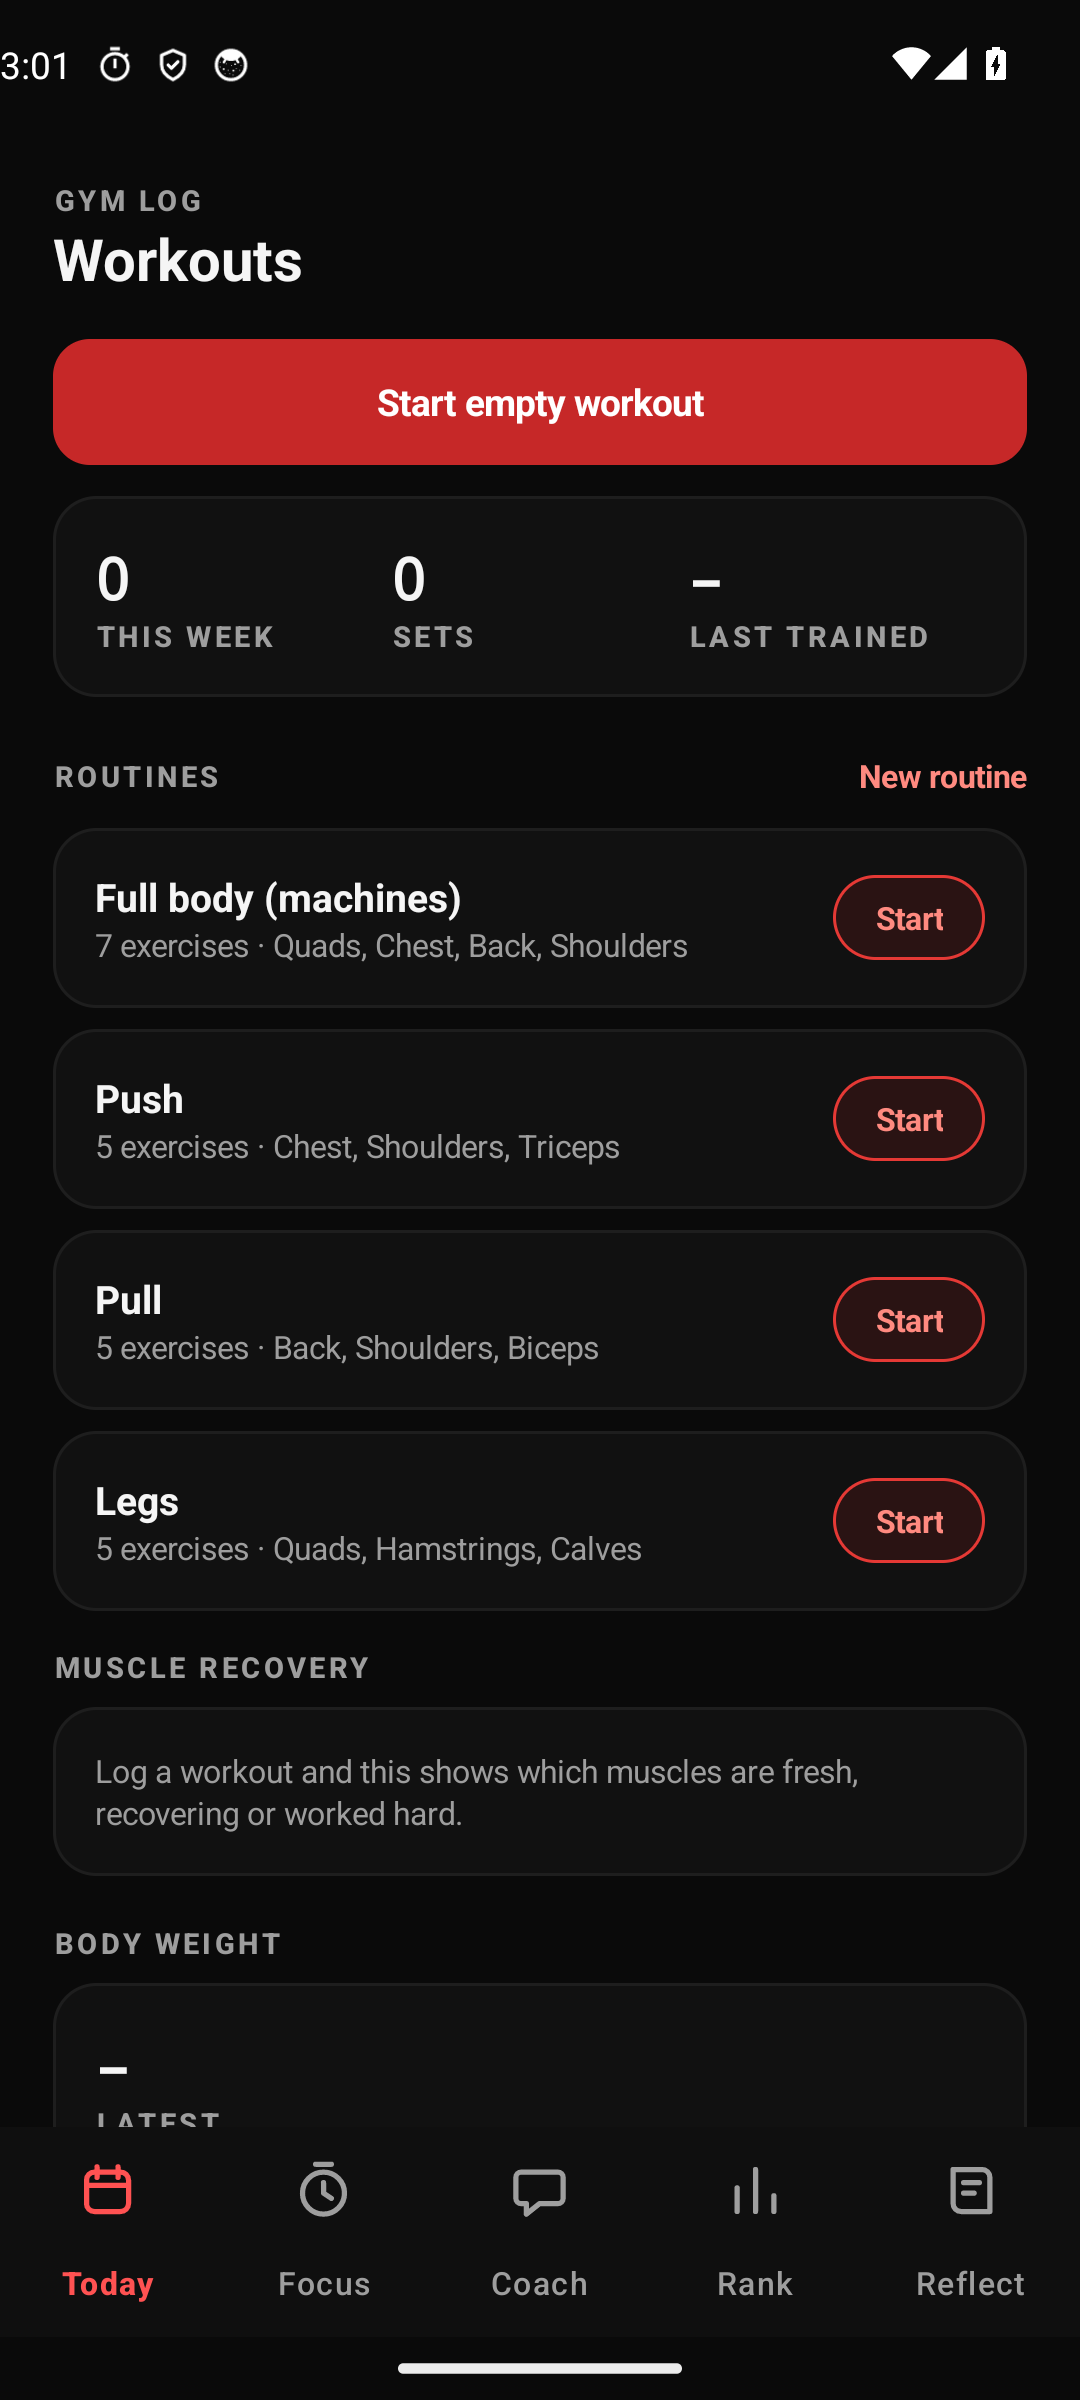 3:01
GYM LOG
Workouts
Start empty workout
0
THIS WEEK
0
SETS
–
LAST TRAINED
ROUTINES
New routine
Full body (machines)
7 exercises · Quads, Chest, Back, Shoulders
Start
Push
5 exercises · Chest, Shoulders, Triceps
Start
Pull
5 exercises · Back, Shoulders, Biceps
Start
Legs
5 exercises · Quads, Hamstrings, Calves
Start
MUSCLE RECOVERY
Log a workout and this shows which muscles are fresh,
recovering or worked hard.
BODY WEIGHT
–
LATEST
Today
Focus
Coach
Rank
Reflect